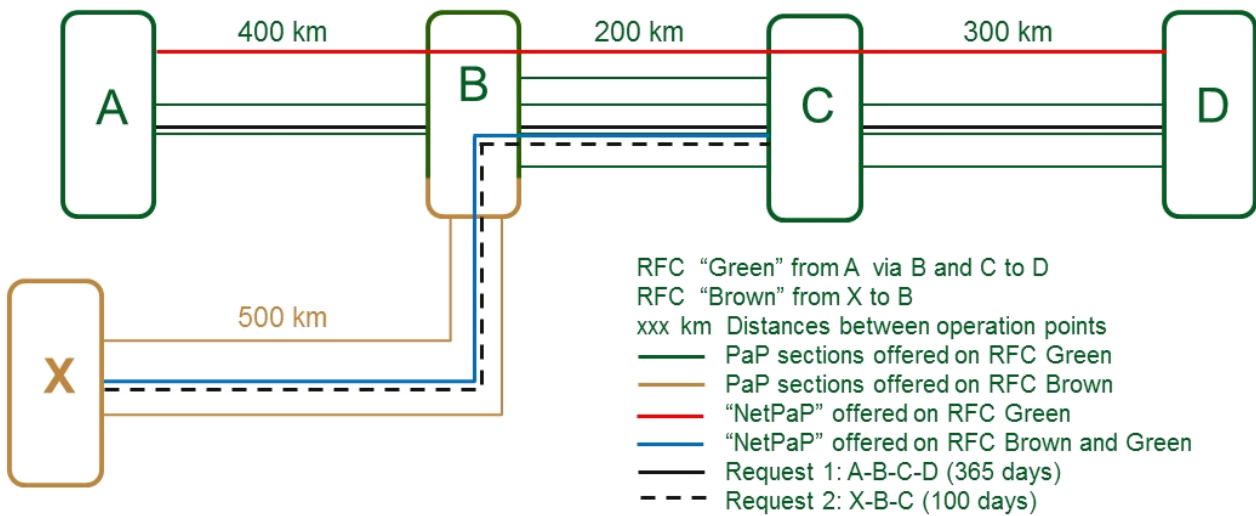 400 km
200 km
300 km
A
B
C
D
500 km
X
RFC “Green” from A via B and C to D
RFC “Brown” from X to B
xxx km Distances between operation points
PaP sections offered on RFC Green
PaP sections offered on RFC Brown
“NetPaP” offered on RFC Green
“NetPaP” offered on RFC Brown and Green
Request 1: A-B-C-D (365 days)
Request 2: X-B-C (100 days)